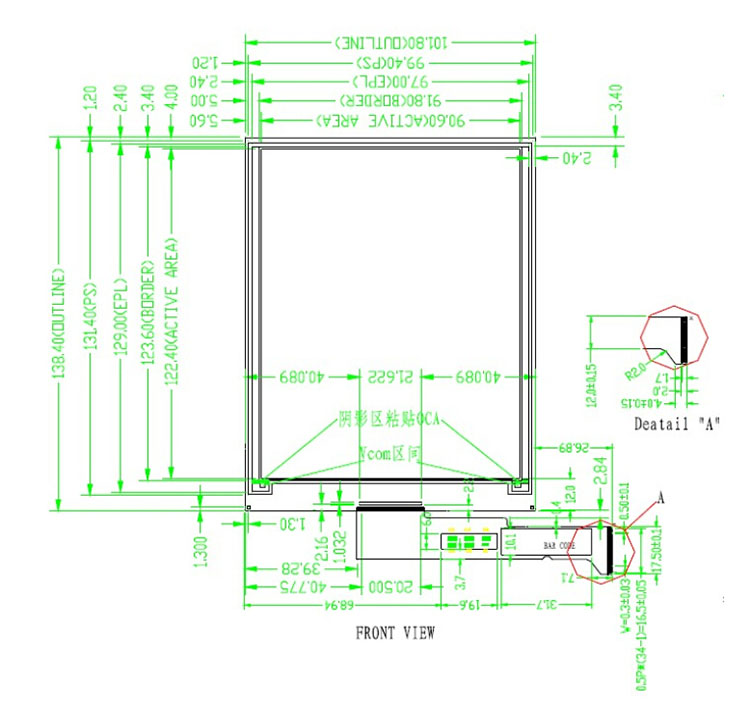 101.80(OUTLINE)
1.20
99.40(PS)
2.40
97.00(EPL)
5.00
91.80(BORDER)
5.60
90.60(ACTIVE AREA)
1.20
2.40
3.40
4.00
3.40
2.40
138.40(OUTLINE)
131.40(PS)
129.00(EPL)
123.60(BORDER)
122.40(ACTIVE AREA)
12.0±0.15
R2.0
1.7
2.0
4.0±0.15
Deatail "A"
40.089
21.622
40.089
阴影区粘贴OCA
Vcom区间
26.89
2.84
12.0
A
0.50±0.1
1.4
1.30
1.300
2.16
1.032
10.1
BAR CODE
17.50±0.1
39.28
7.1
40.775
20.500
3.7
68.94
19.6
31.7
W=0.3±0.03
0.5P*(34-1)=16.5±0.05
FRONT VIEW